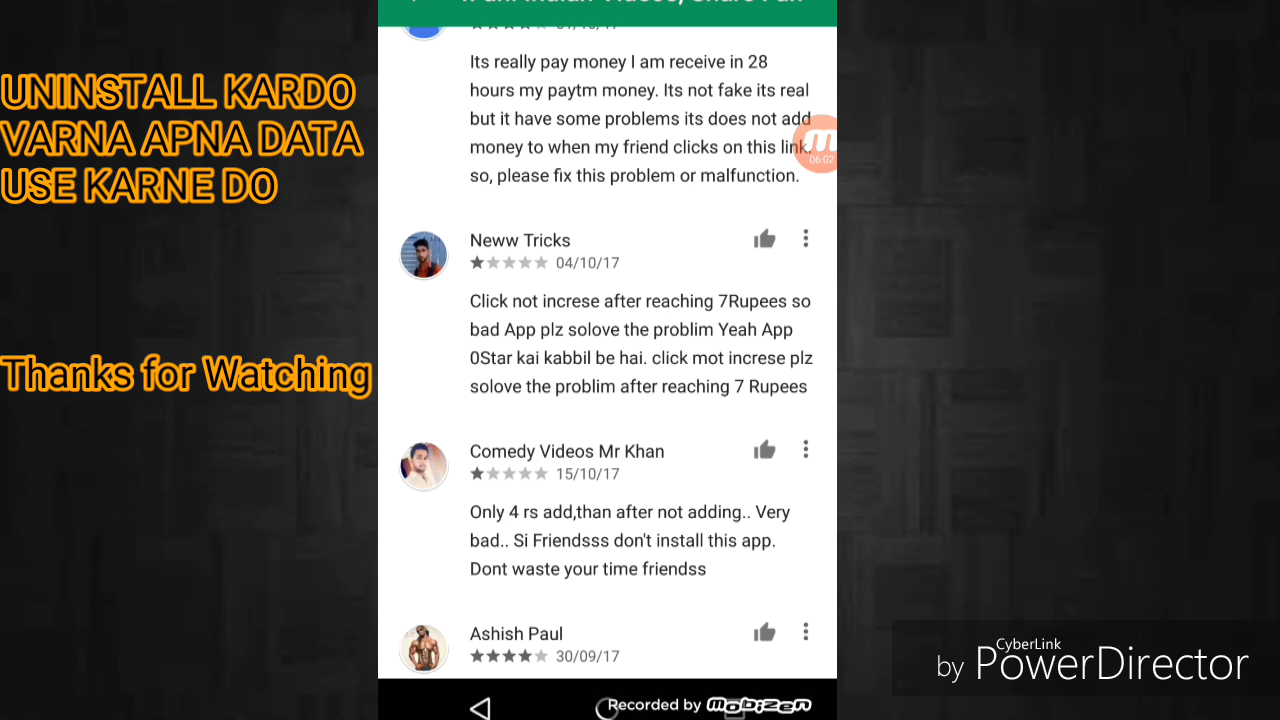 UNINSTALL KARDO
VARNA APNA DATA
USE KARNE DO
Thanks for Watching
Its really pay money I am receive in 28
hours my paytm money. Its not fake its real
but it have some problems its does not add
money to when my friend clicks on this link.
so, please fix this problem or malfunction.
06:02
Neww Tricks
04/10/17
Click not increse after reaching 7Rupees so
bad App plz solove the problim Yeah App
0Star kai kabbil be hai. click mot increse plz
solove the problim after reaching 7 Rupees
Comedy Videos Mr Khan
15/10/17
Only 4 rs add,than after not adding.. Very
bad.. Si Friendsss don't install this app.
Dont waste your time friendss
Ashish Paul
30/09/17
Recorded by Mobizen
CyberLink
by PowerDirector